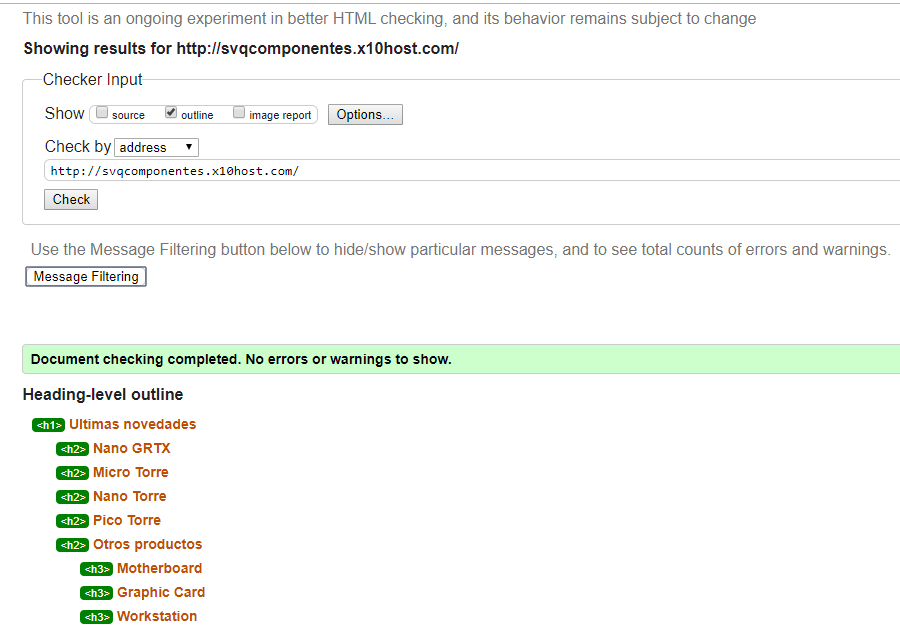 This tool is an ongoing experiment in better HTML checking, and its behavior remains subject to change
Showing results for http://svqcomponentes.x10host.com/
Checker Input
Show source outline image report Options...
Check by address
http://svqcomponentes.x10host.com/
Check
Use the Message Filtering button below to hide/show particular messages, and to see total counts of errors and warnings.
Message Filtering
Document checking completed. No errors or warnings to show.
Heading-level outline
<h1> Ultimas novedades
<h2> Nano GRTX
<h2> Micro Torre
<h2> Nano Torre
<h2> Pico Torre
<h2> Otros productos
<h3> Motherboard
<h3> Graphic Card
<h3> Workstation